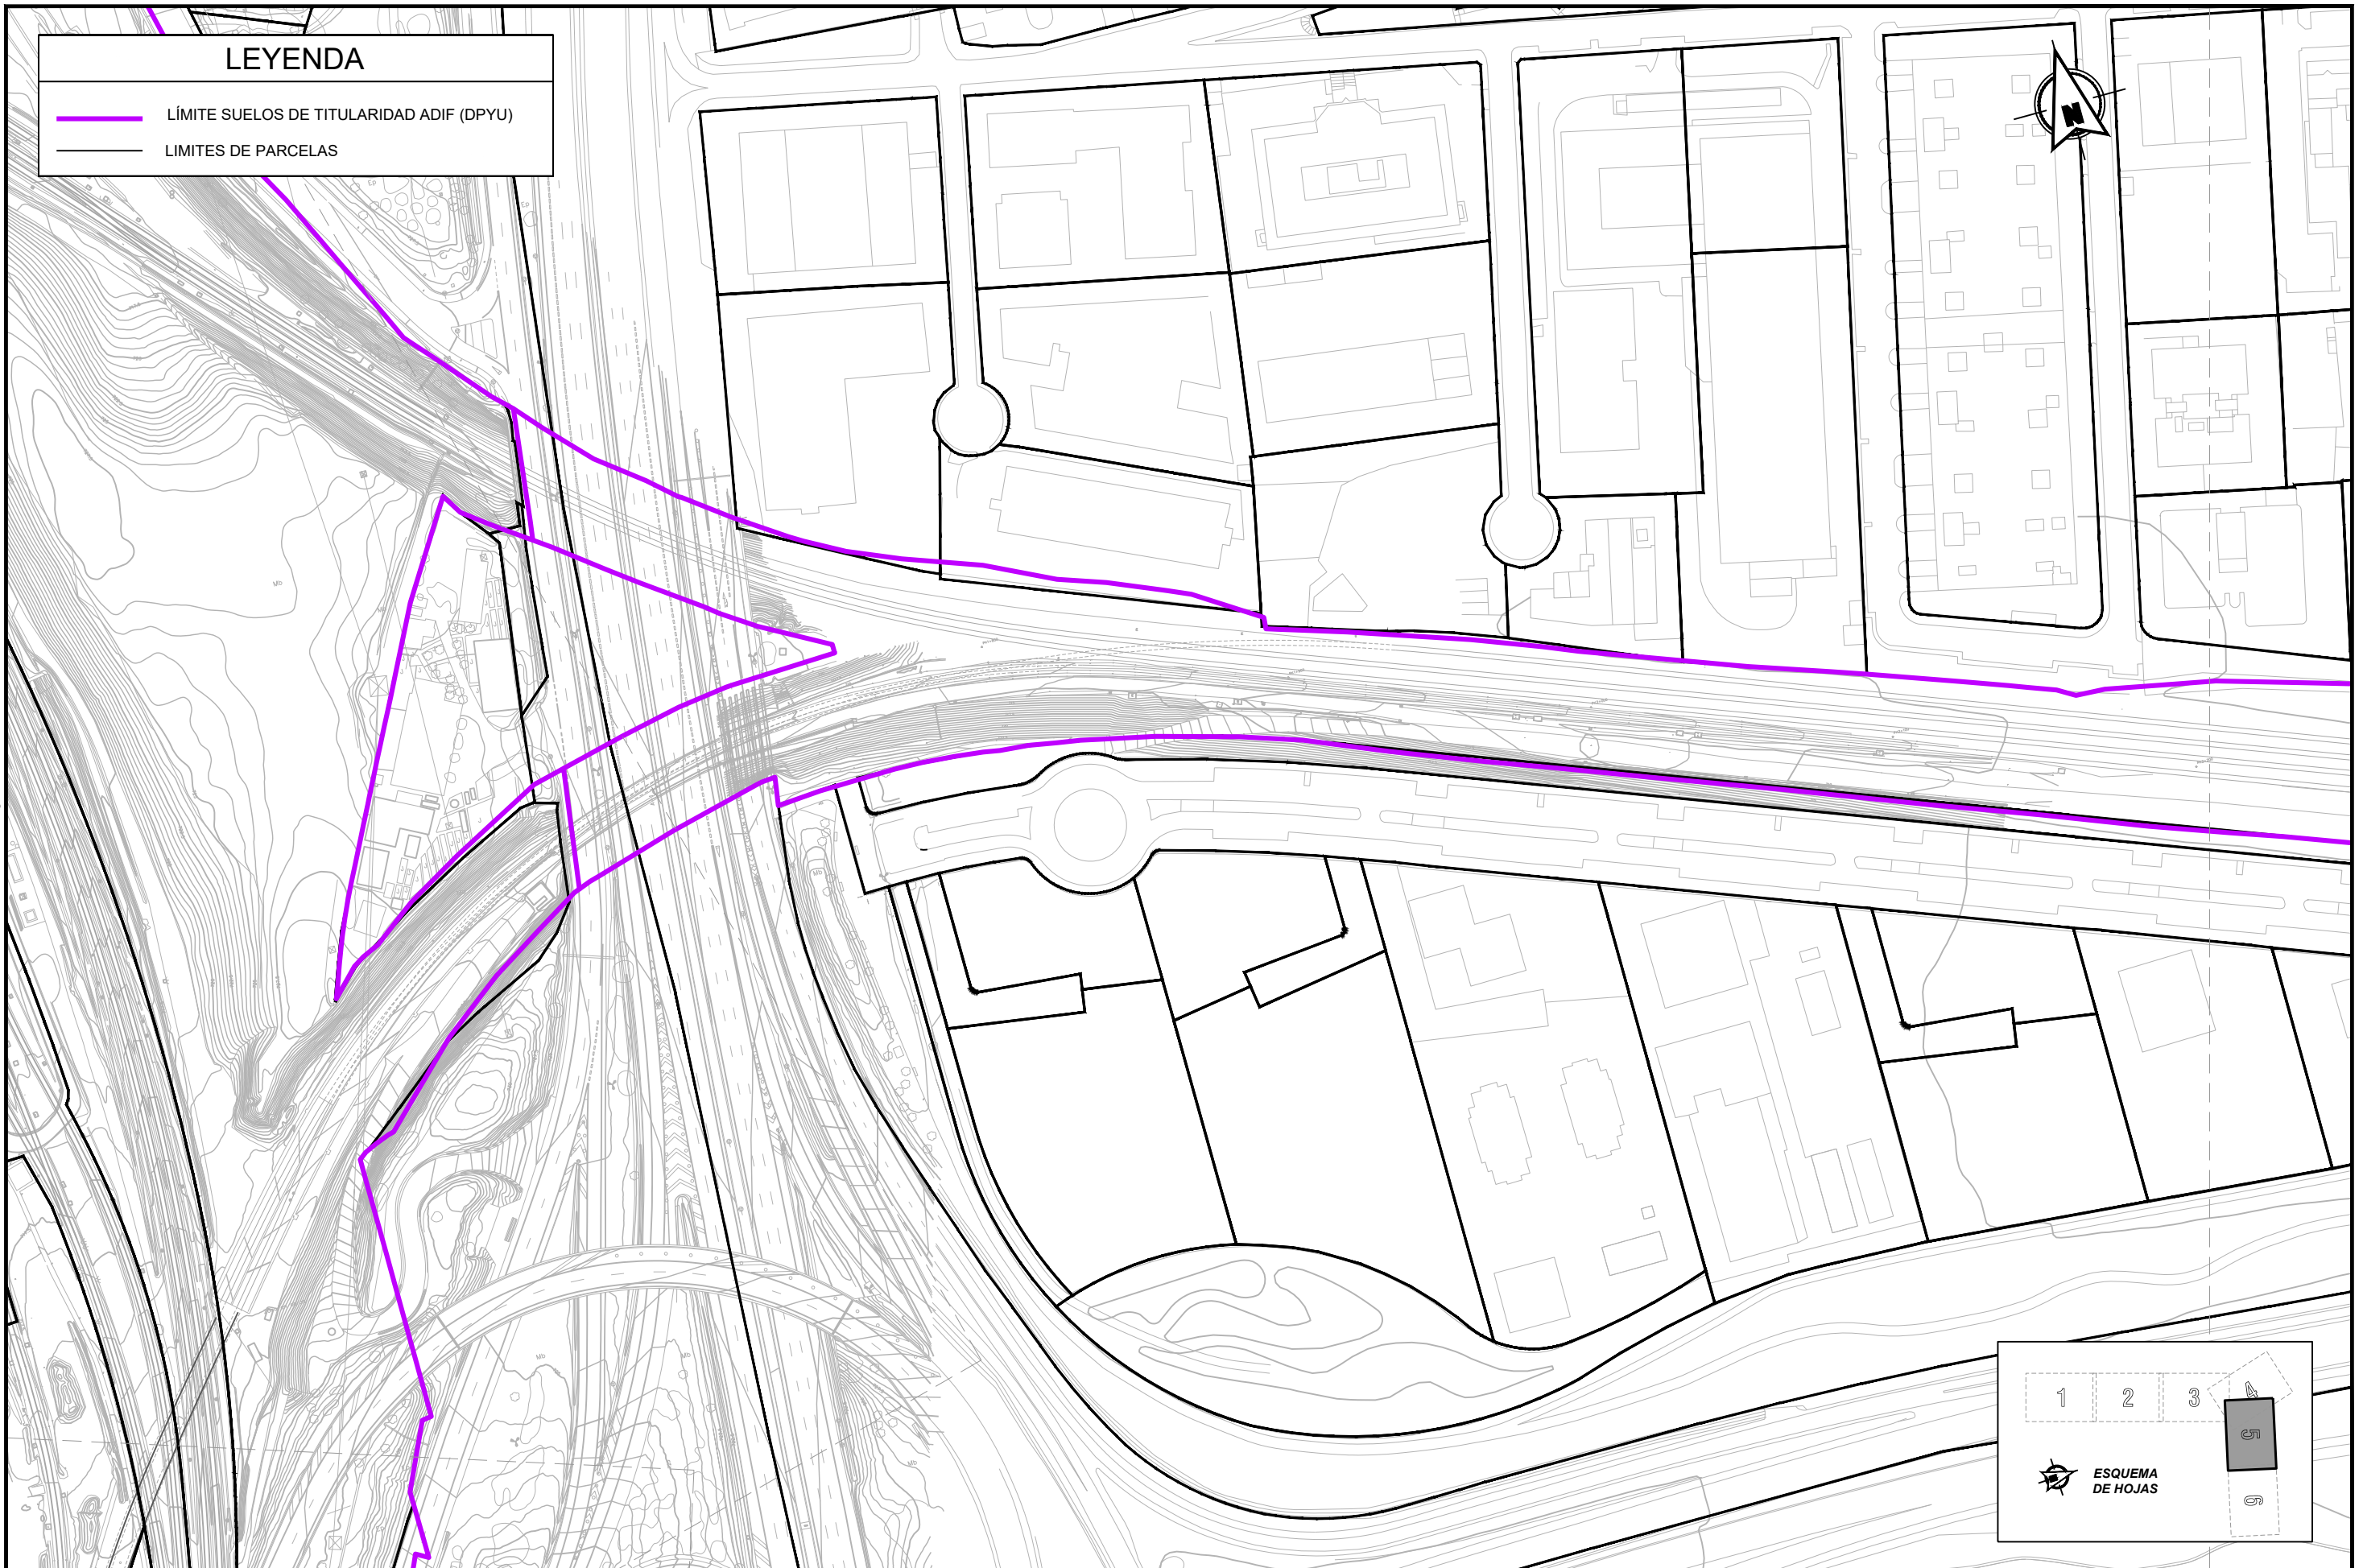 LEYENDA
LÍMITE SUELOS DE TITULARIDAD ADIF (DPYU)
LIMITES DE PARCELAS
N
1 2 3 4
5
6
ESQUEMA
DE HOJAS